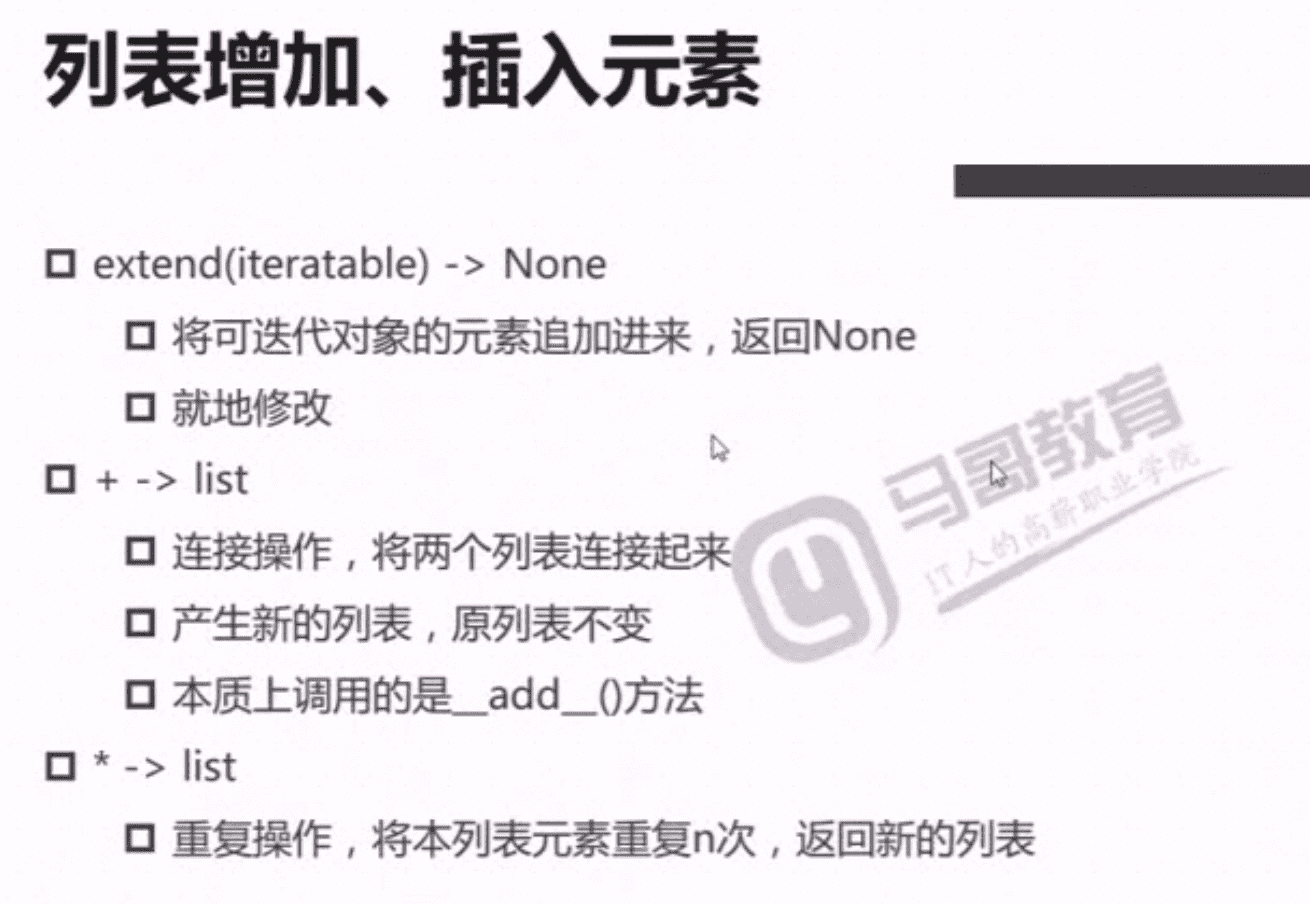 列表增加、插入元素
extend(iteratable) -> None
将可迭代对象的元素追加进来，返回None
就地修改
+ -> list
连接操作，将两个列表连接起来
产生新的列表，原列表不变
本质上调用的是__add__()方法
* -> list
重复操作，将本列表元素重复n次，返回新的列表
马哥教育
IT人的高薪职业学院